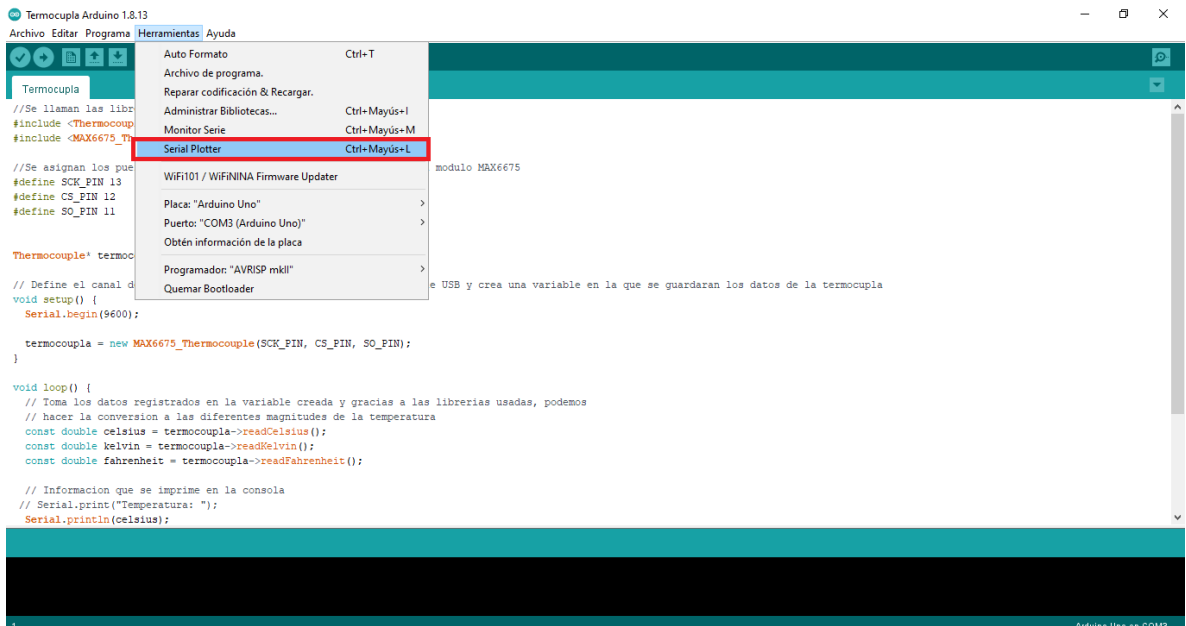 Termocupla Arduino 1.8.13
Archivo Editar Programa Herramientas Ayuda
Auto Formato Ctrl+T
Archivo de programa.
Reparar codificación & Recargar.
Administrar Bibliotecas... Ctrl+Mayús+I
Monitor Serie Ctrl+Mayús+M
Serial Plotter Ctrl+Mayús+L
WiFi101 / WiFiNINA Firmware Updater
Placa: "Arduino Uno"
Puerto: "COM3 (Arduino Uno)"
Obtén información de la placa
Programador: "AVRISP mkII"
Quemar Bootloader
Termocupla
//Se llaman las libr
#include <Thermocoup
#include <MAX6675_Th
//Se asignan los pue modulo MAX6675
#define SCK_PIN 13
#define CS_PIN 12
#define SO_PIN 11
Thermocouple* termoc
// Define el canal d e USB y crea una variable en la que se guardaran los datos de la termocupla
void setup() {
Serial.begin(9600);
termocupla = new MAX6675_Thermocouple(SCK_PIN, CS_PIN, SO_PIN);
}
void loop() {
// Toma los datos registrados en la variable creada y gracias a las librerias usadas, podemos
// hacer la conversion a las diferentes magnitudes de la temperatura
const double celsius = termocupla->readCelsius();
const double kelvin = termocupla->readKelvin();
const double fahrenheit = termocupla->readFahrenheit();
// Informacion que se imprime en la consola
// Serial.print("Temperatura: ");
Serial.println(celsius);
Arduino Uno en COM3